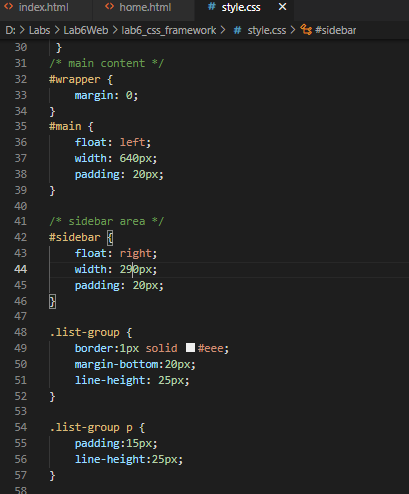 index.html home.html style.css
D: > Labs > Lab6Web > lab6_css_framework > style.css > #sidebar
30 }
31 /* main content */
32 #wrapper {
33 margin: 0;
34 }
35 #main {
36 float: left;
37 width: 640px;
38 padding: 20px;
39 }
40
41 /* sidebar area */
42 #sidebar {
43 float: right;
44 width: 290px;
45 padding: 20px;
46 }
47
48 .list-group {
49 border:1px solid #eee;
50 margin-bottom:20px;
51 line-height: 25px;
52 }
53
54 .list-group p {
55 padding:15px;
56 line-height:25px;
57 }
58